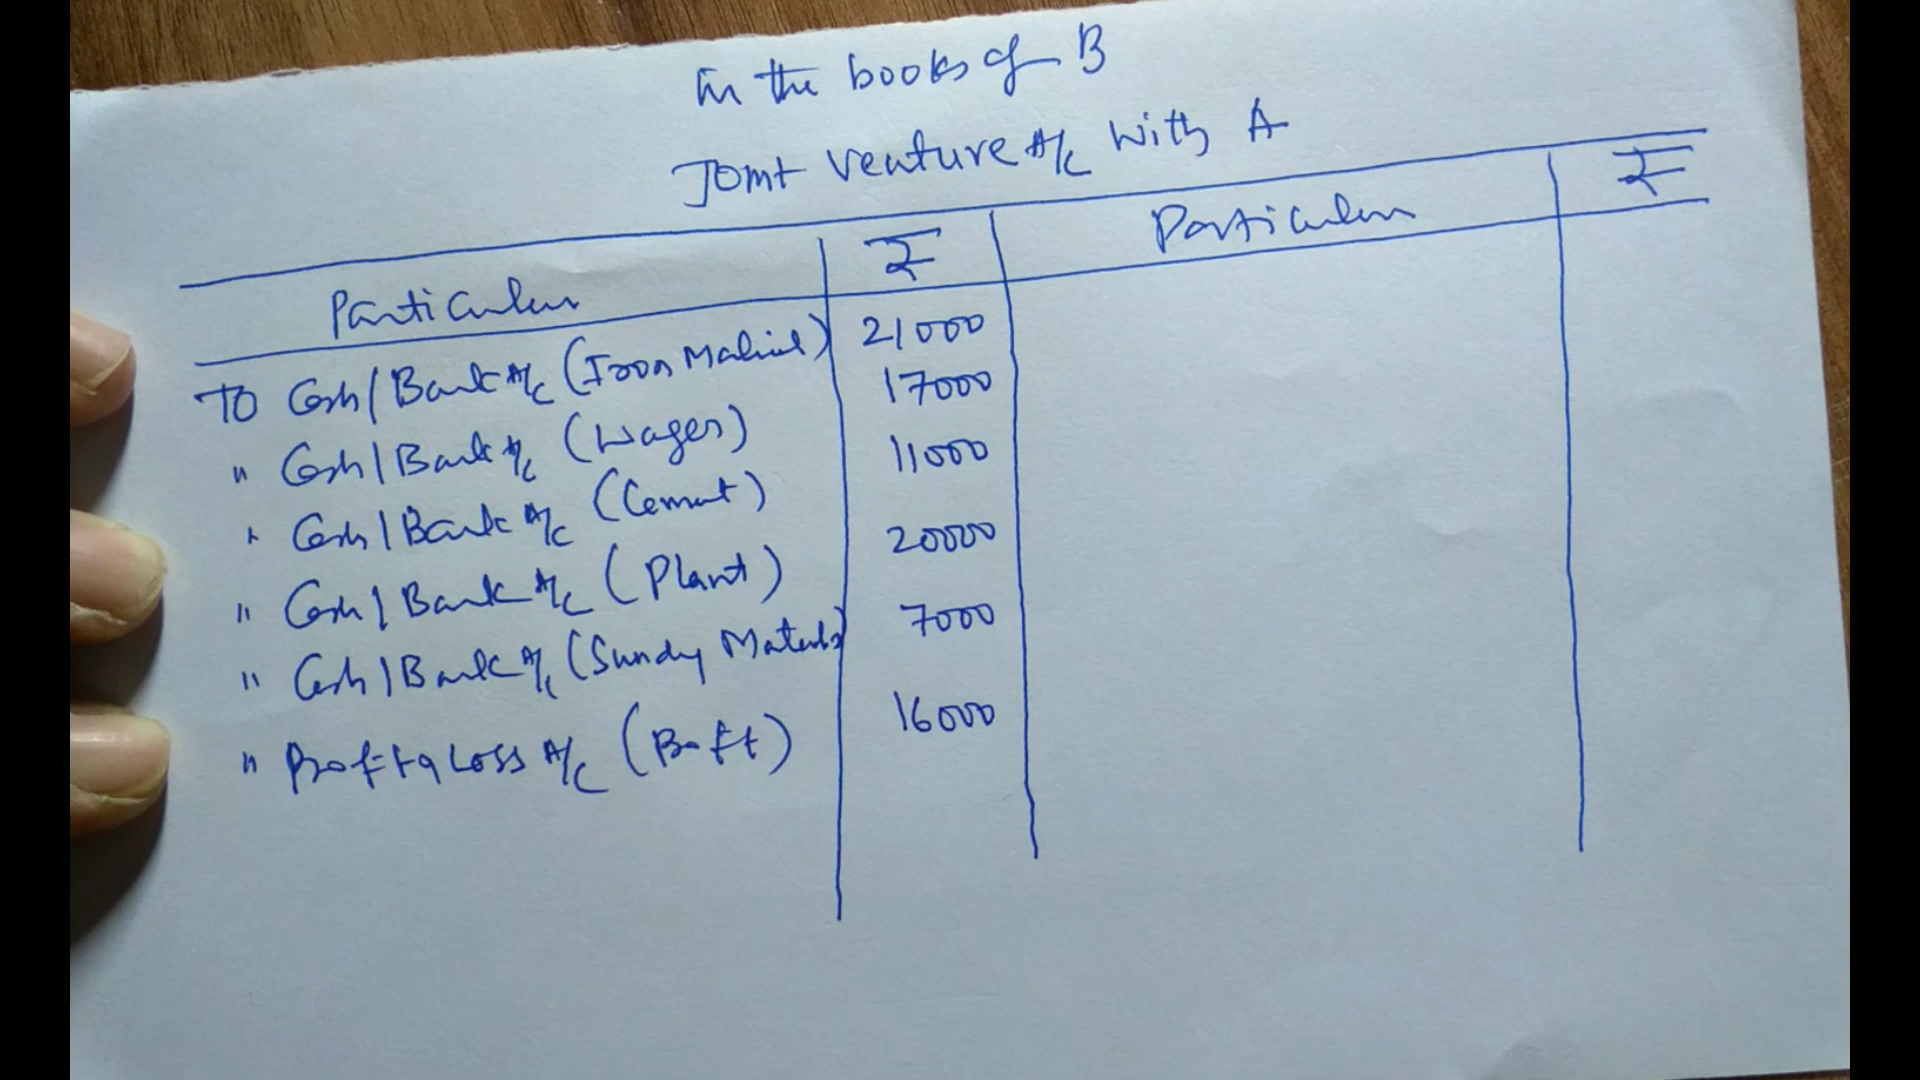 In the books of B
Joint Venture A/c With A
Particulars ₹ Particulars ₹
To Cash/Bank A/c (Iron Material) 21000
" Cash/Bank A/c (Wages) 17000
" Cash/Bank A/c (Cement) 11000
" Cash/Bank A/c (Plant) 20000
" Cash/Bank A/c (Sundry Materials) 7000
" Profit & Loss A/c (Profit) 16000